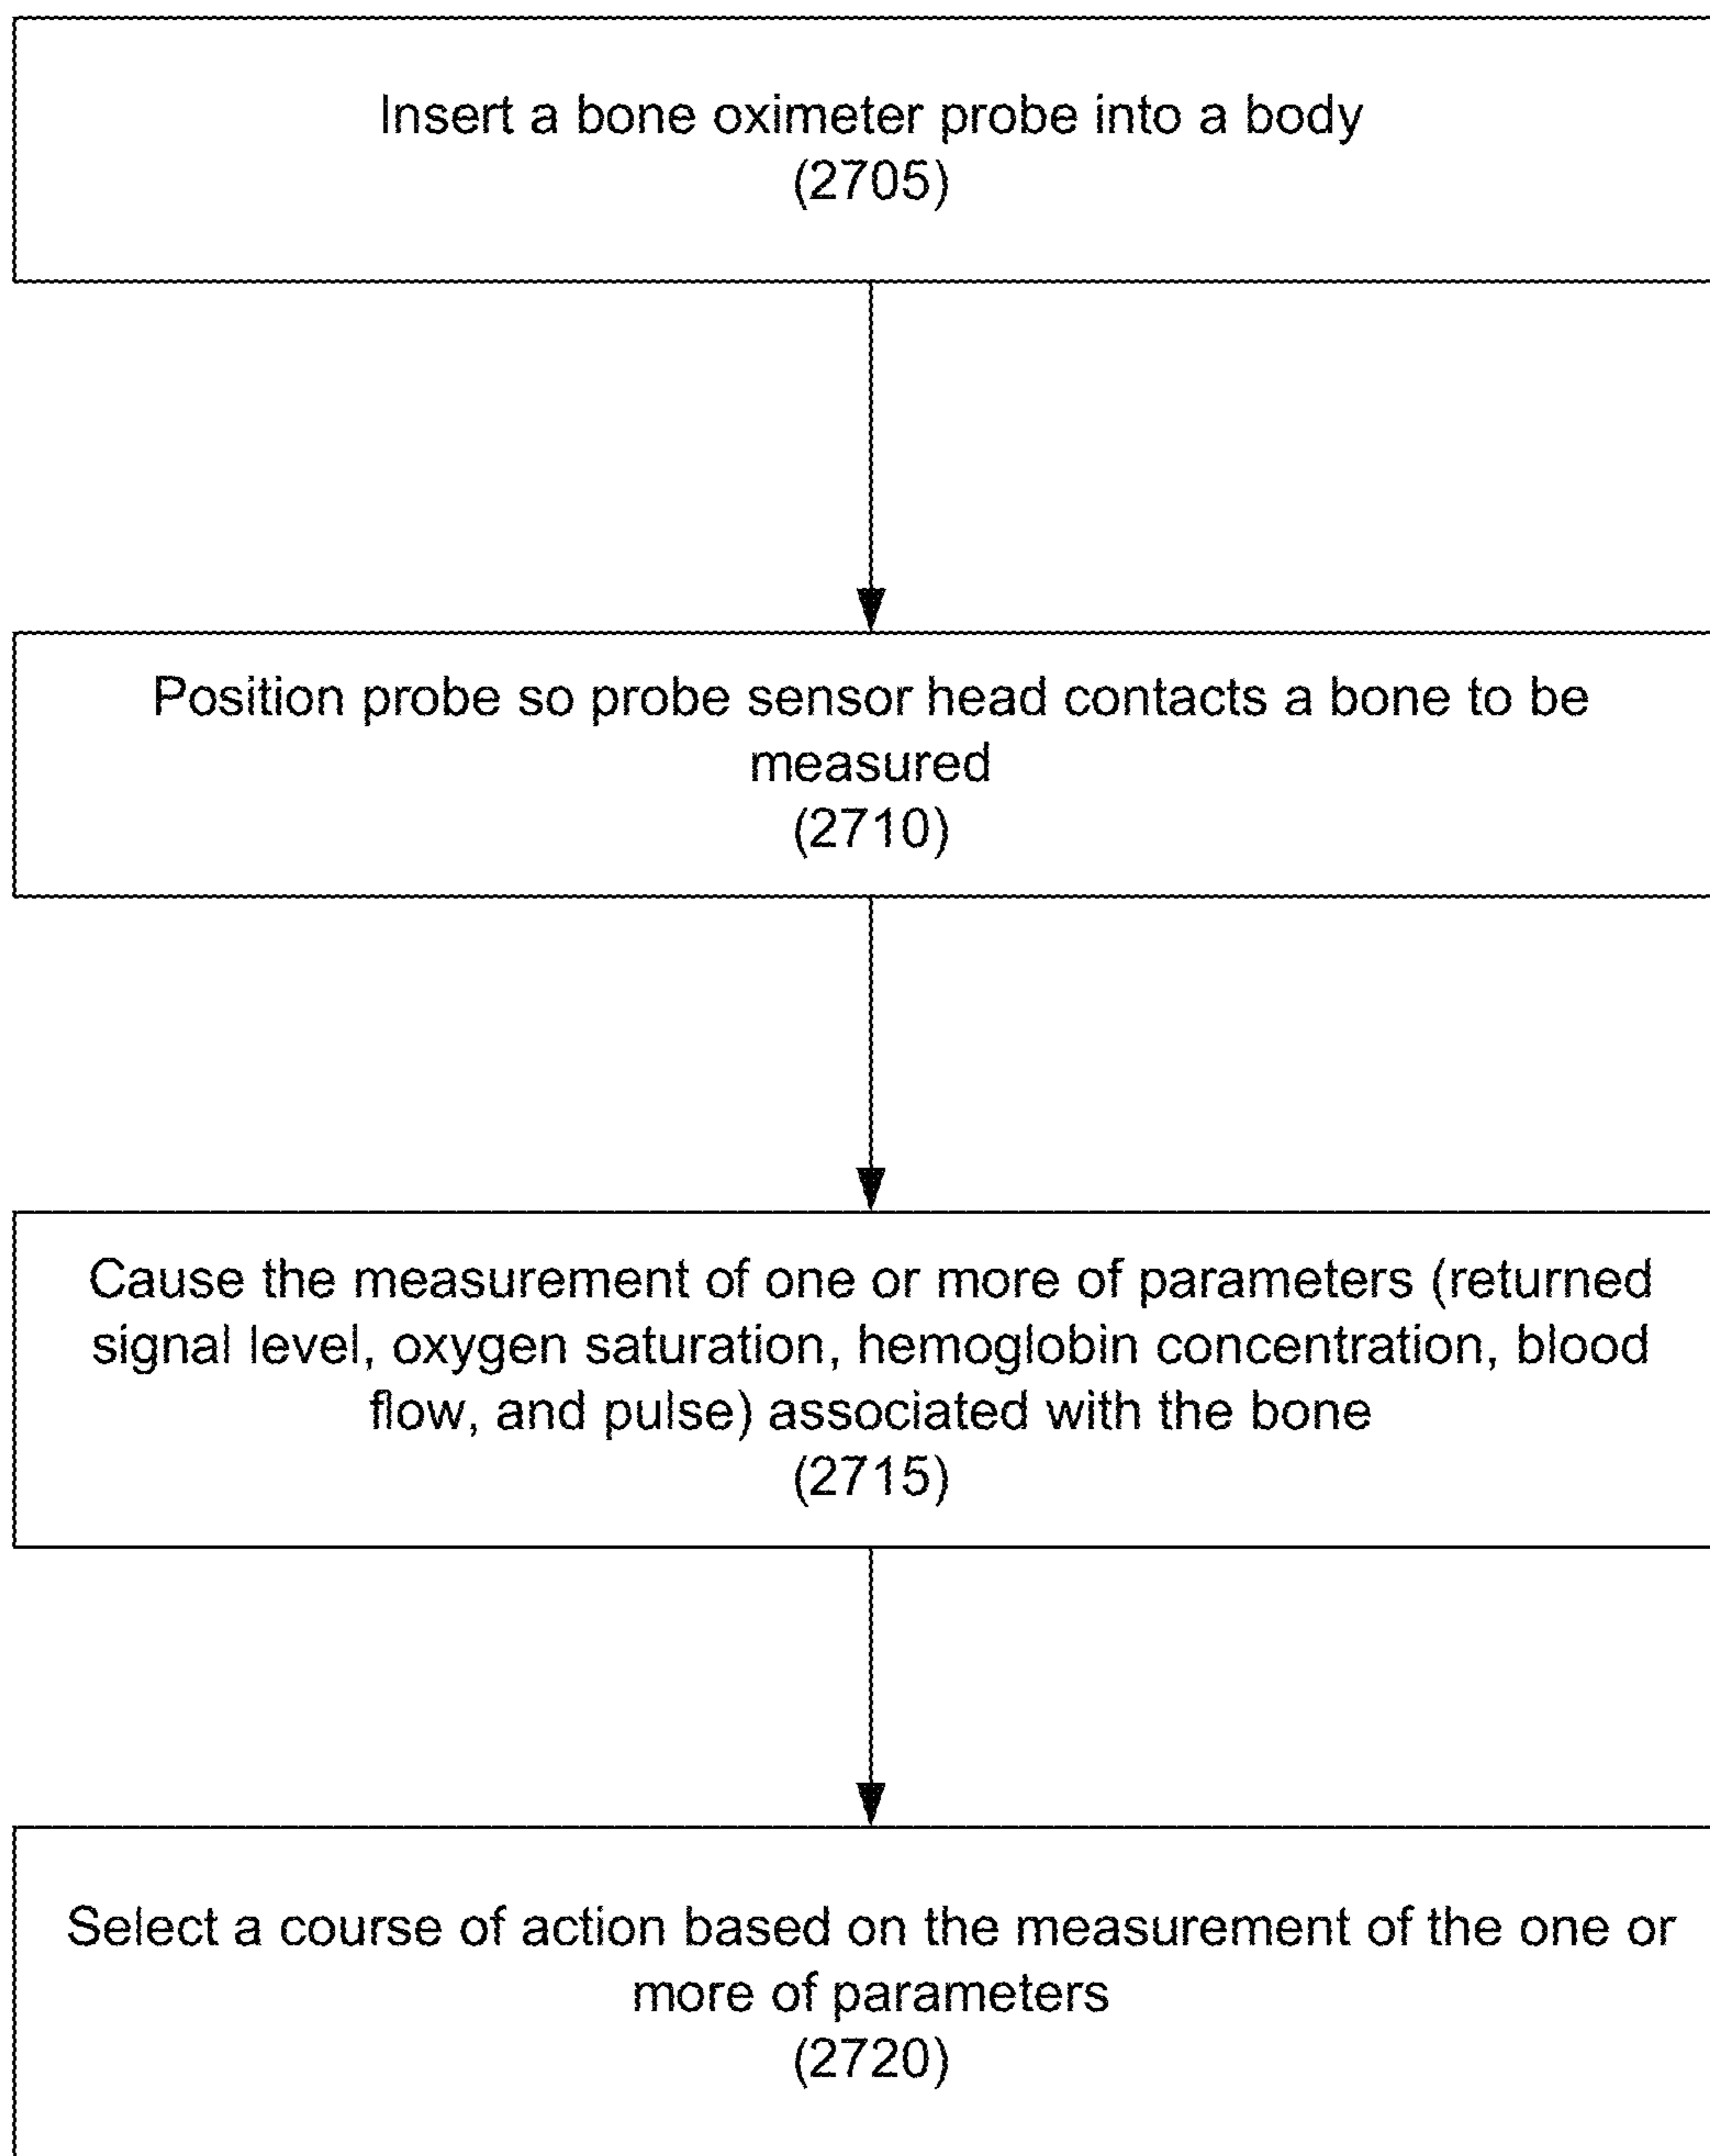 Insert a bone oximeter probe into a body
(2705)
Position probe so probe sensor head contacts a bone to be
measured
(2710)
Cause the measurement of one or more of parameters (returned
signal level, oxygen saturation, hemoglobin concentration, blood
flow, and pulse) associated with the bone
(2715)
Select a course of action based on the measurement of the one or
more of parameters
(2720)